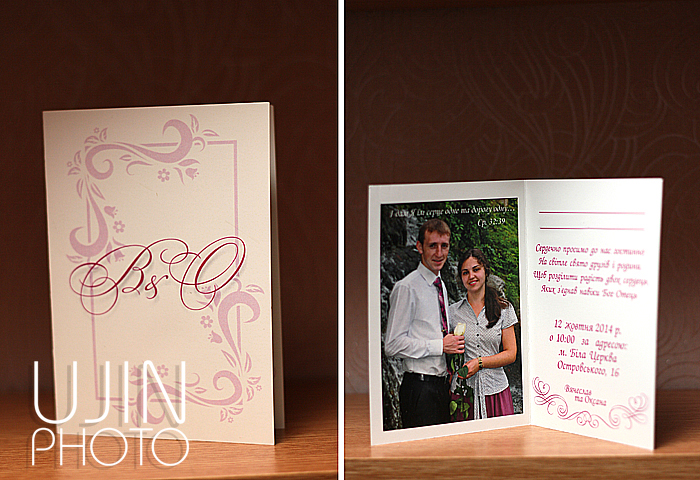 B&O
UJIN
PHOTO
І дам Я їм серце одне та дорогу одну...
Єр. 32:39
Сердечно просимо до нас гостинно
На світле свято друзів і родини.
Щоб розділити радість двох сердець,
Яких з'єднав навіки Бог Отець.
12 жовтня 2014 р.
о 10:00 за адресою:
м. Біла Церква
Островського, 16
Вячеслав
та Оксана